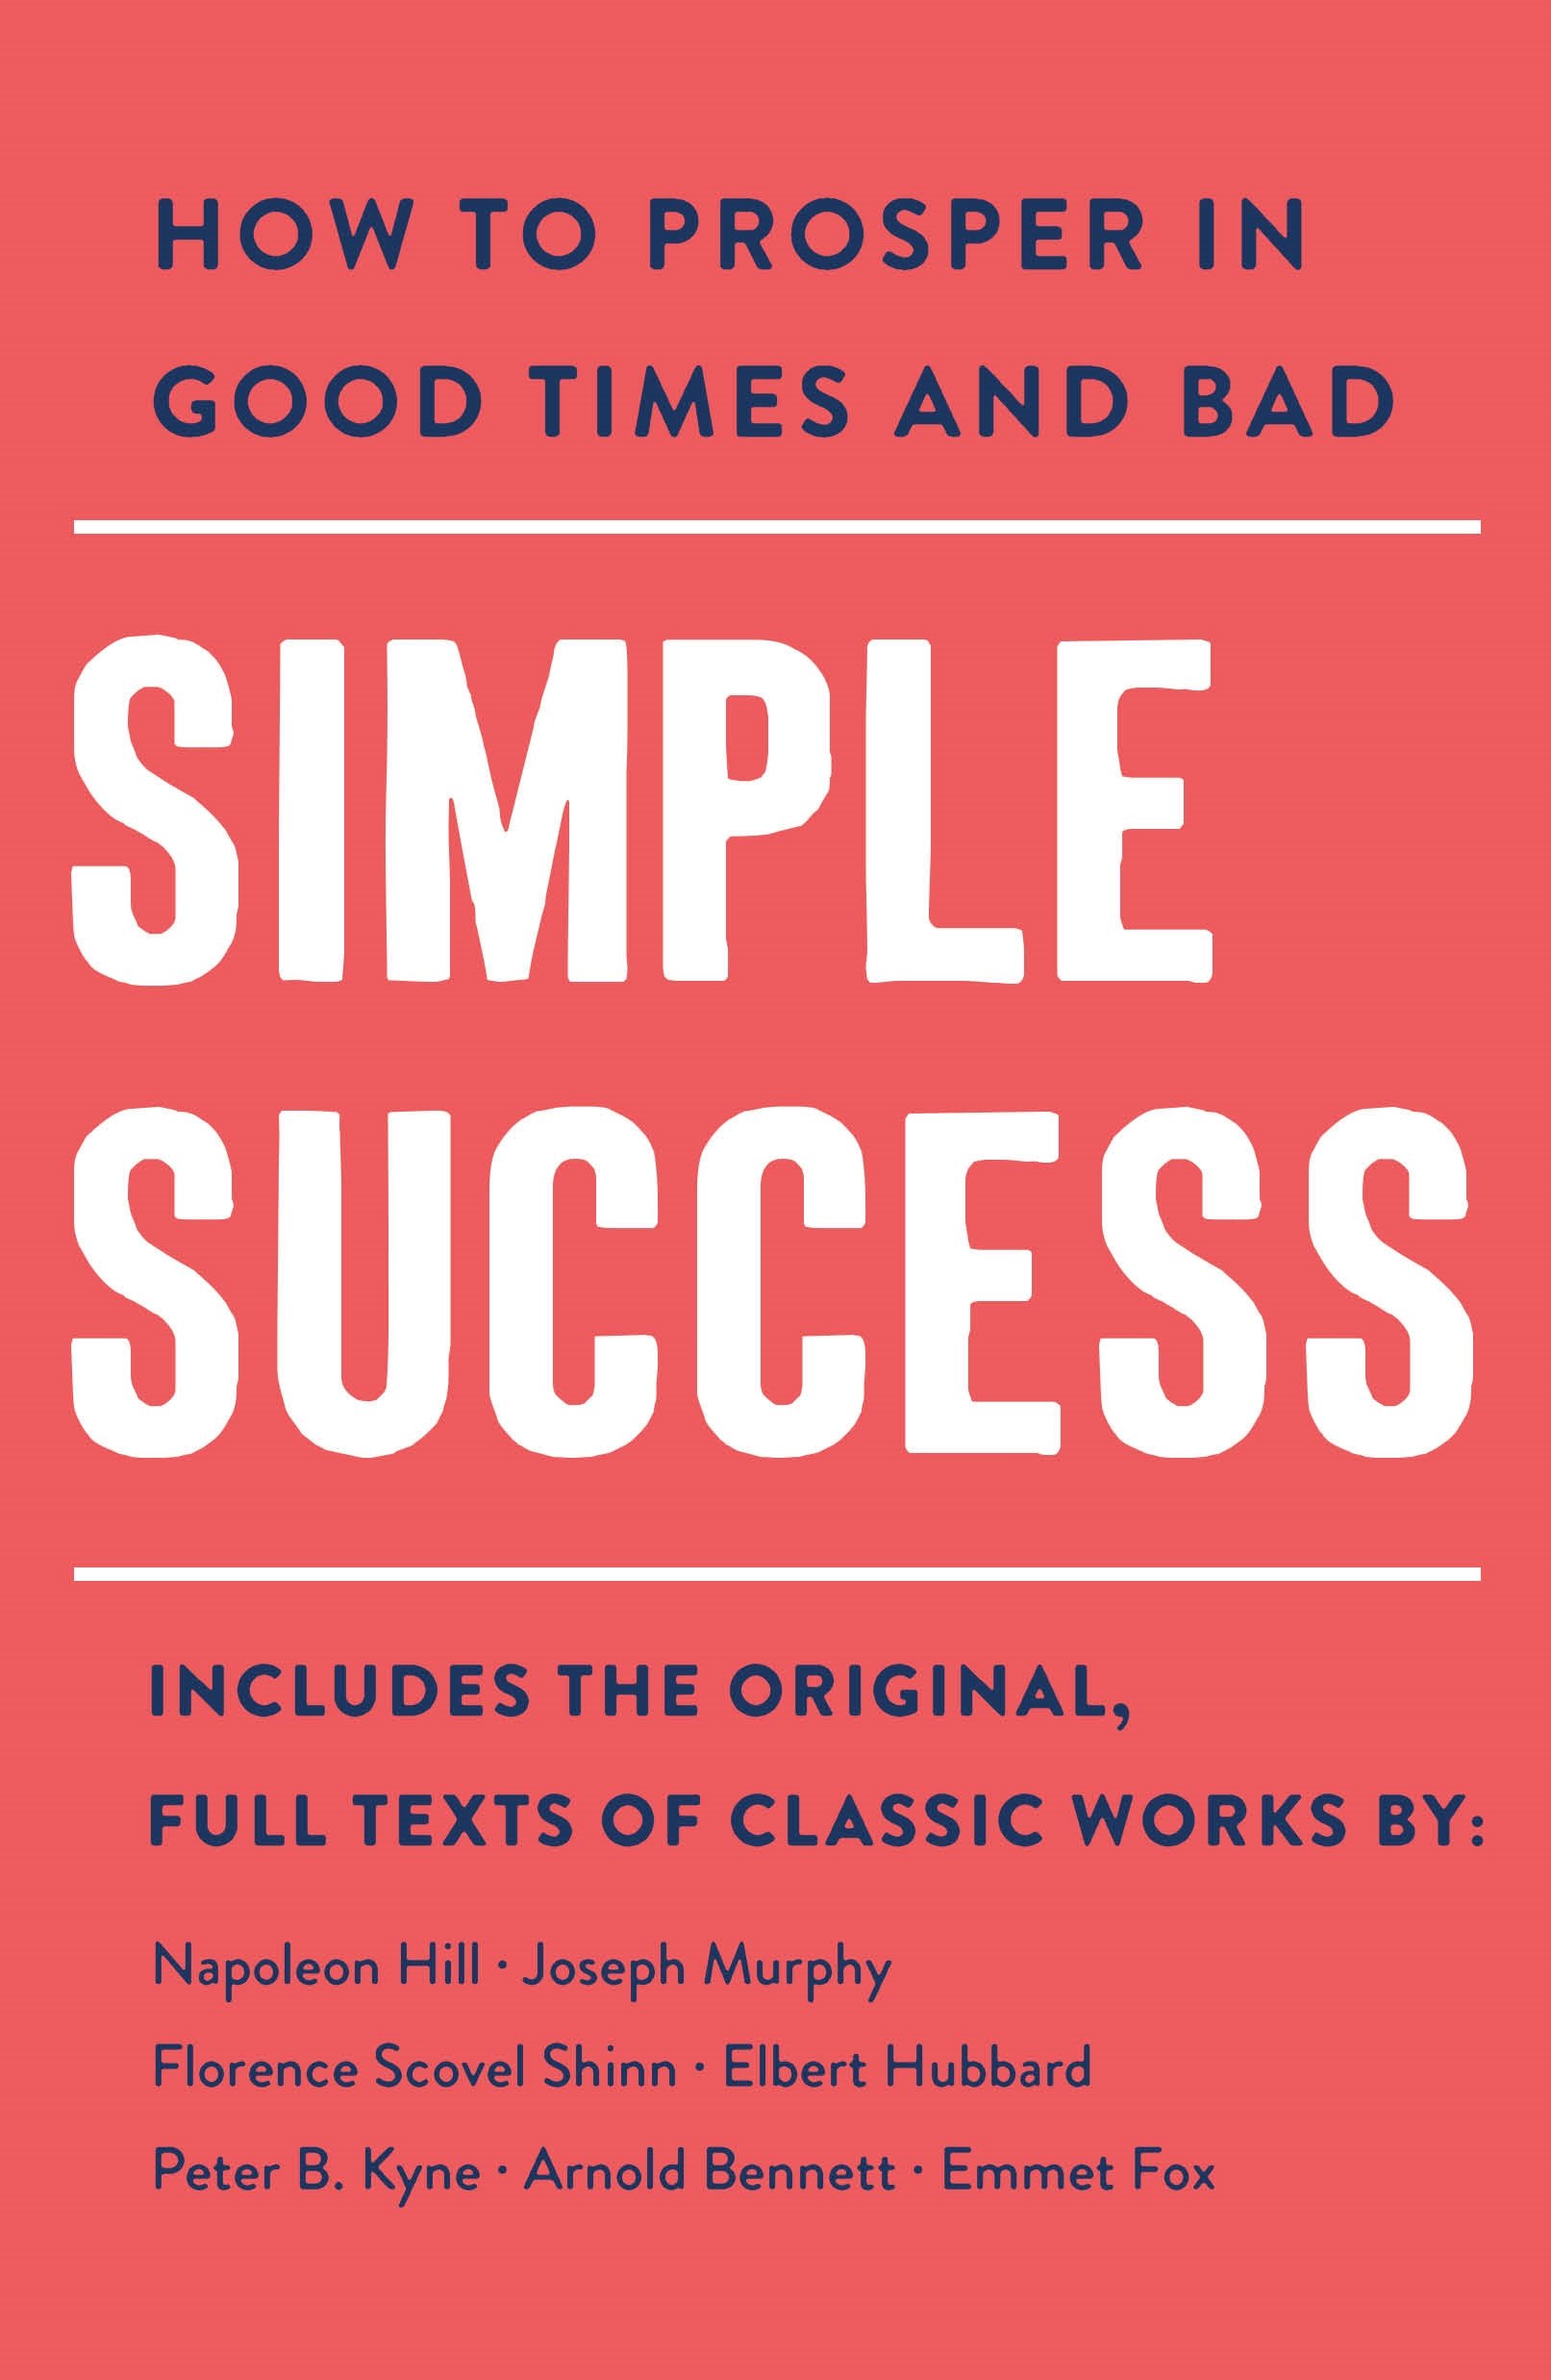 HOW TO PROSPER IN
GOOD TIMES AND BAD
SIMPLE
SUCCESS
INCLUDES THE ORIGINAL,
FULL TEXTS OF CLASSIC WORKS BY:
Napoleon Hill · Joseph Murphy
Florence Scovel Shinn · Elbert Hubbard
Peter B. Kyne · Arnold Bennett · Emmet Fox